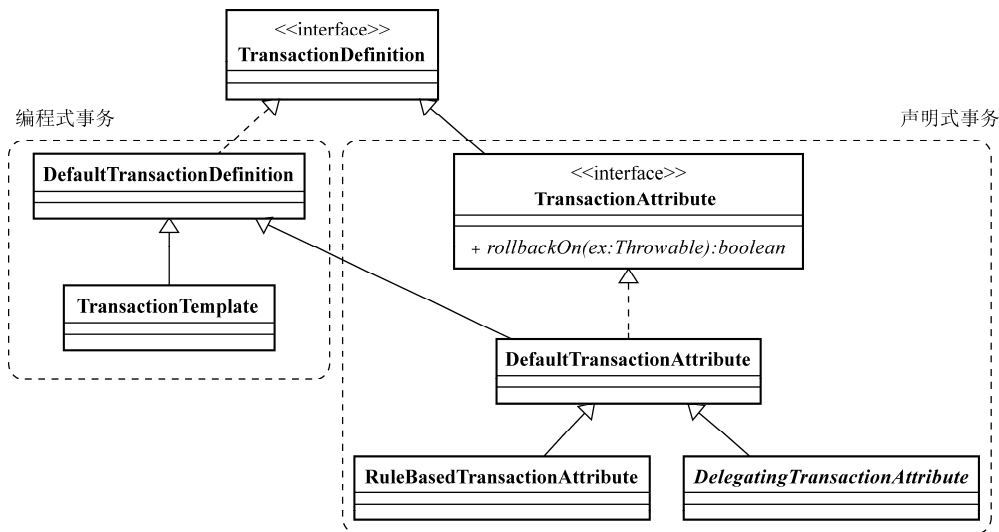 <<interface>>
TransactionDefinition
编程式事务
声明式事务
DefaultTransactionDefinition
<<interface>>
TransactionAttribute
+ rollbackOn(ex:Throwable):boolean
TransactionTemplate
DefaultTransactionAttribute
RuleBasedTransactionAttribute
DelegatingTransactionAttribute